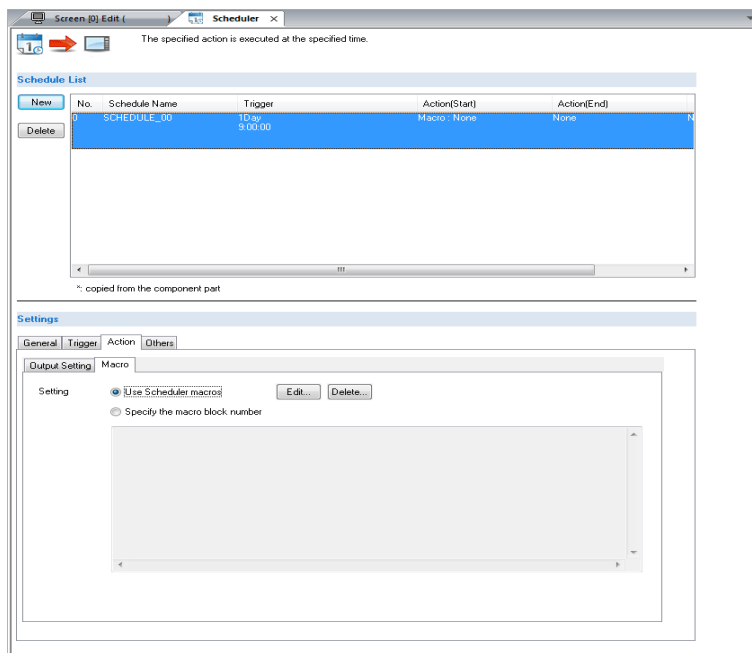 Screen [0] Edit ( ) Scheduler ×
The specified action is executed at the specified time.
Schedule List
New
No. Schedule Name Trigger Action(Start) Action(End)
0 SCHEDULE_00 1Day Macro : None None N
9:00:00
Delete
*: copied from the component part
Settings
General Trigger Action Others
Output Setting Macro
Setting Use Scheduler macros Edit... Delete...
Specify the macro block number